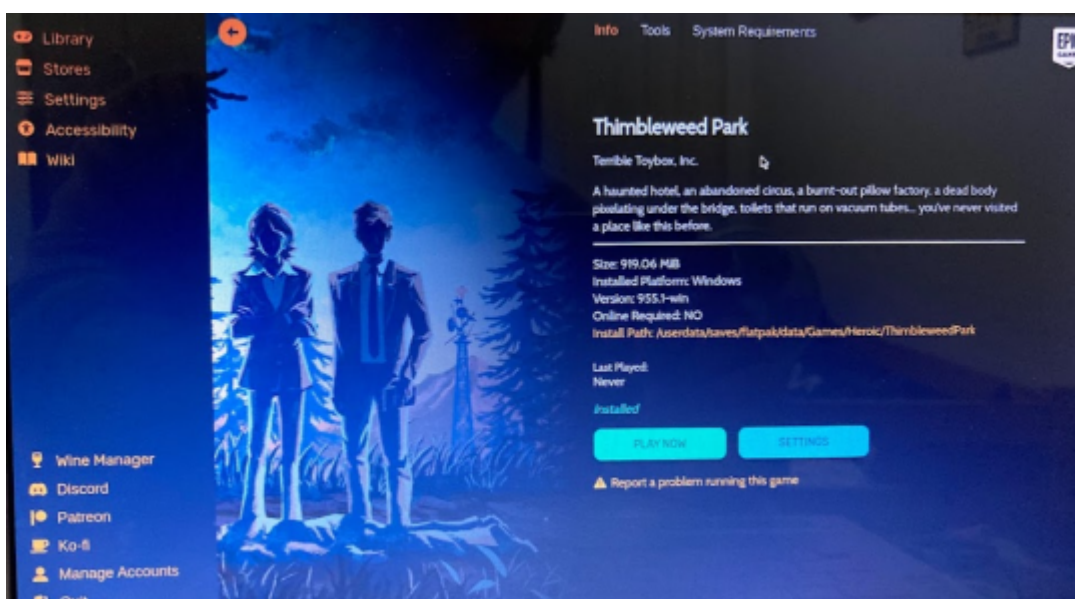 Library
Stores
Settings
Accessibility
Wiki
Wine Manager
Discord
Patreon
Ko-fi
Manage Accounts
Quit
Info Tools System Requirements
EPIC
GAMES
Thimbleweed Park
Terrible Toybox, Inc.
A haunted hotel, an abandoned circus, a burnt-out pillow factory, a dead body
pixelating under the bridge, toilets that run on vacuum tubes... you've never visited
a place like this before.
Size: 919.06 MiB
Installed Platform: Windows
Version: 955.1-win
Online Required: NO
Install Path: /userdata/saves/flatpak/data/Games/Heroic/ThimbleweedPark
Last Played:
Never
Installed
PLAY NOW SETTINGS
Report a problem running this game